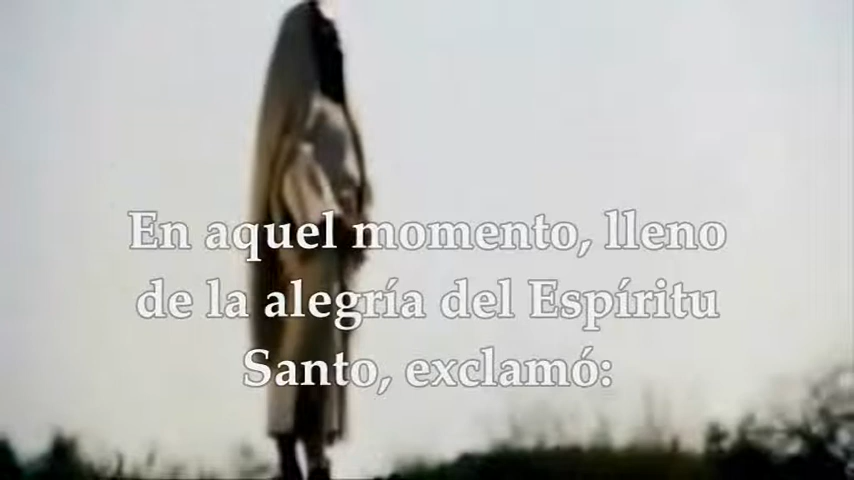 En aquel momento, lleno
de la alegría del Espíritu
Santo, exclamó: